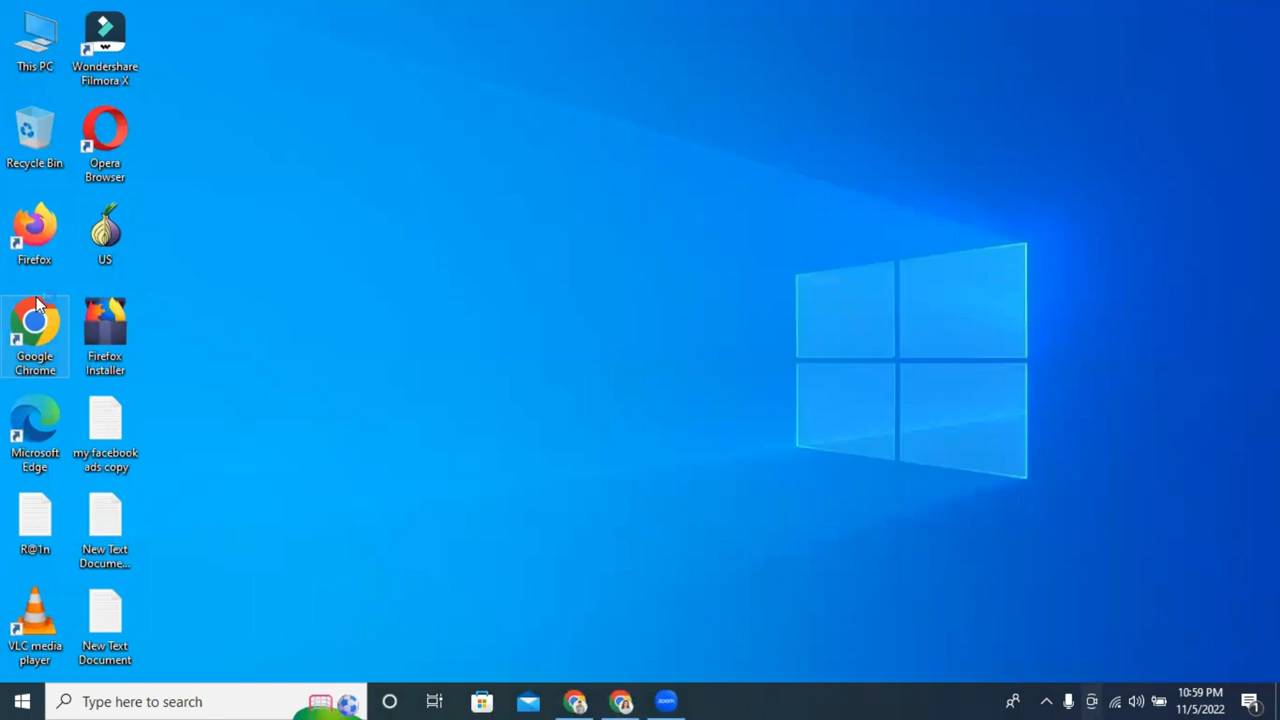 This PC
Wondershare
Filmora X
Recycle Bin
Opera
Browser
Firefox
US
Google
Chrome
Firefox
Installer
Microsoft
Edge
my facebook
ads copy
R@1n
New Text
Docume...
VLC media
player
New Text
Document
Type here to search
zoom
10:59 PM
11/5/2022
1